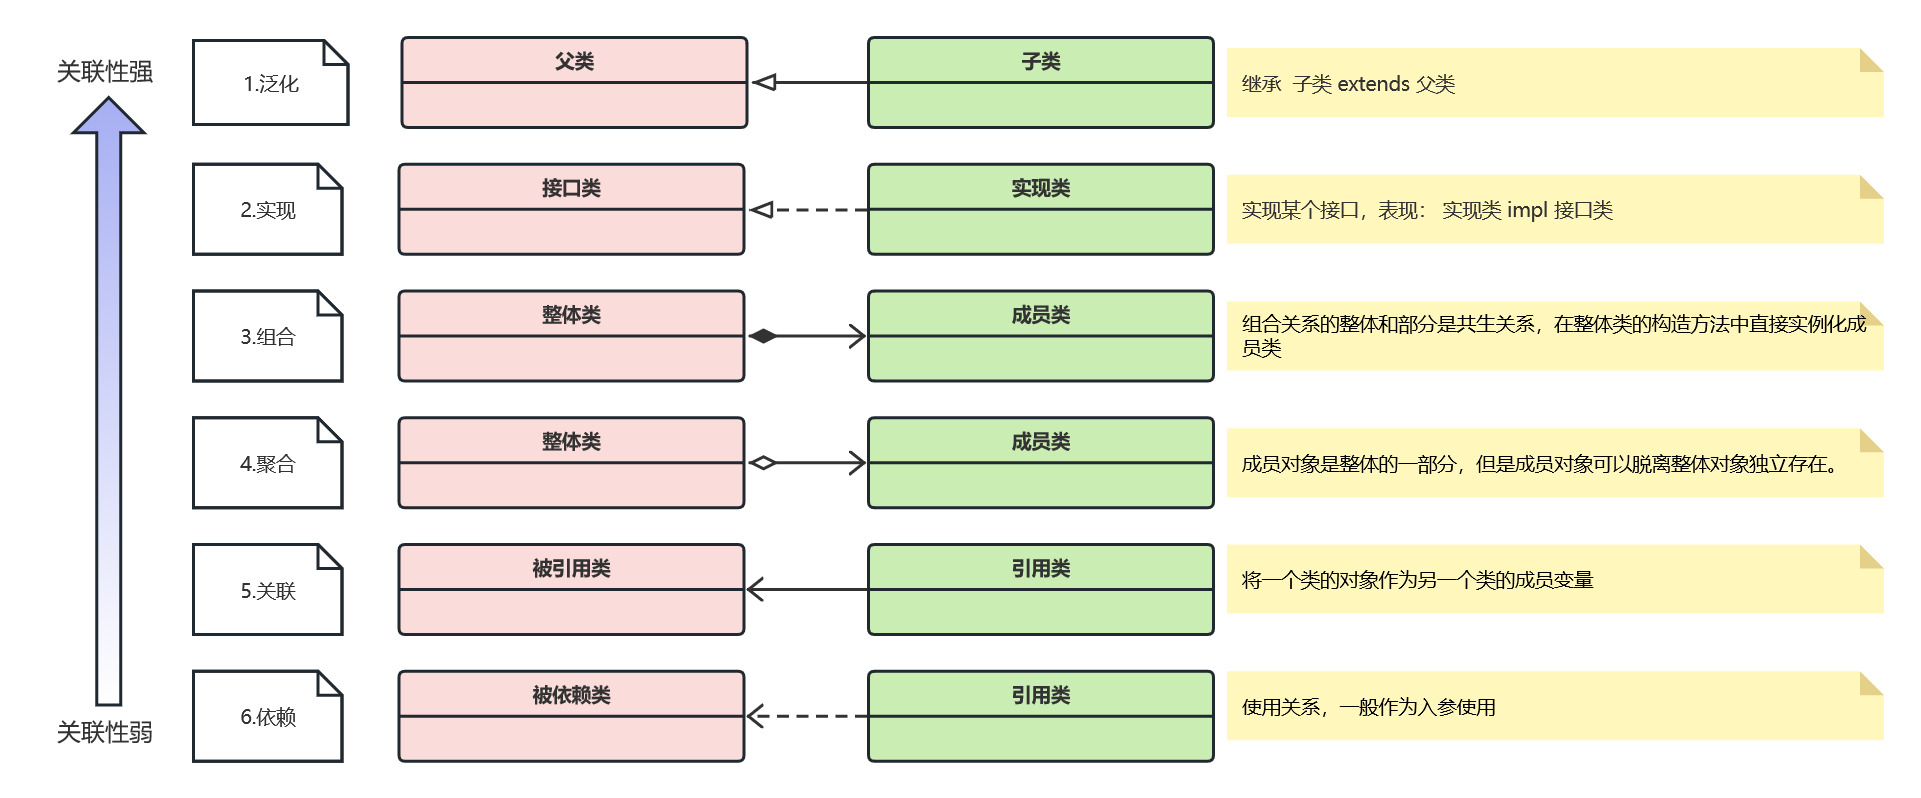 关联性强
1.泛化
父类
子类
继承  子类 extends 父类
2.实现
接口类
实现类
实现某个接口，表现： 实现类 impl 接口类
3.组合
整体类
成员类
组合关系的整体和部分是共生关系，在整体类的构造方法中直接实例化成
员类
4.聚合
整体类
成员类
成员对象是整体的一部分，但是成员对象可以脱离整体对象独立存在。
5.关联
被引用类
引用类
将一个类的对象作为另一个类的成员变量
6.依赖
被依赖类
引用类
使用关系，一般作为入参使用
关联性弱